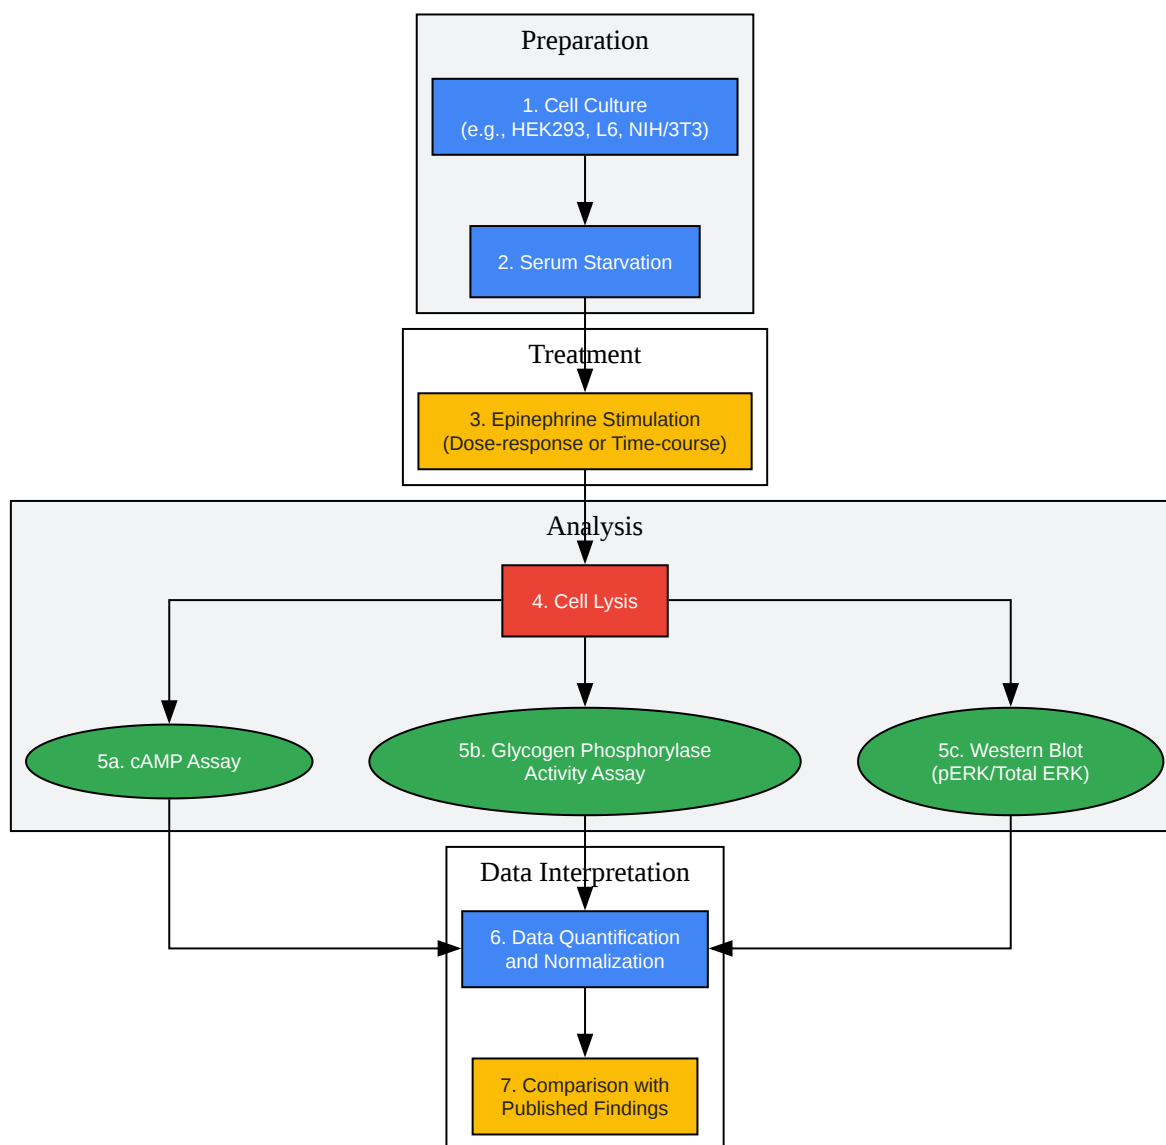 Preparation
1. Cell Culture
(e.g., HEK293, L6, NIH/3T3)
2. Serum Starvation
Treatment
3. Epinephrine Stimulation
(Dose-response or Time-course)
Analysis
4. Cell Lysis
5a. cAMP Assay
5b. Glycogen Phosphorylase
Activity Assay
5c. Western Blot
(pERK/Total ERK)
Data Interpretation
6. Data Quantification
and Normalization
7. Comparison with
Published Findings